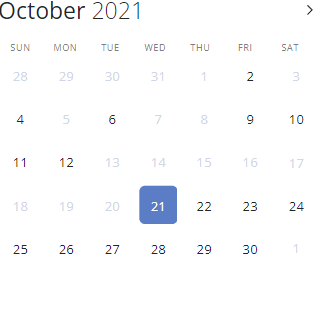 October 2021
SUN MON TUE WED THU FRI SAT
28 29 30 31 1 2 3
4 5 6 7 8 9 10
11 12 13 14 15 16 17
18 19 20 21 22 23 24
25 26 27 28 29 30 1